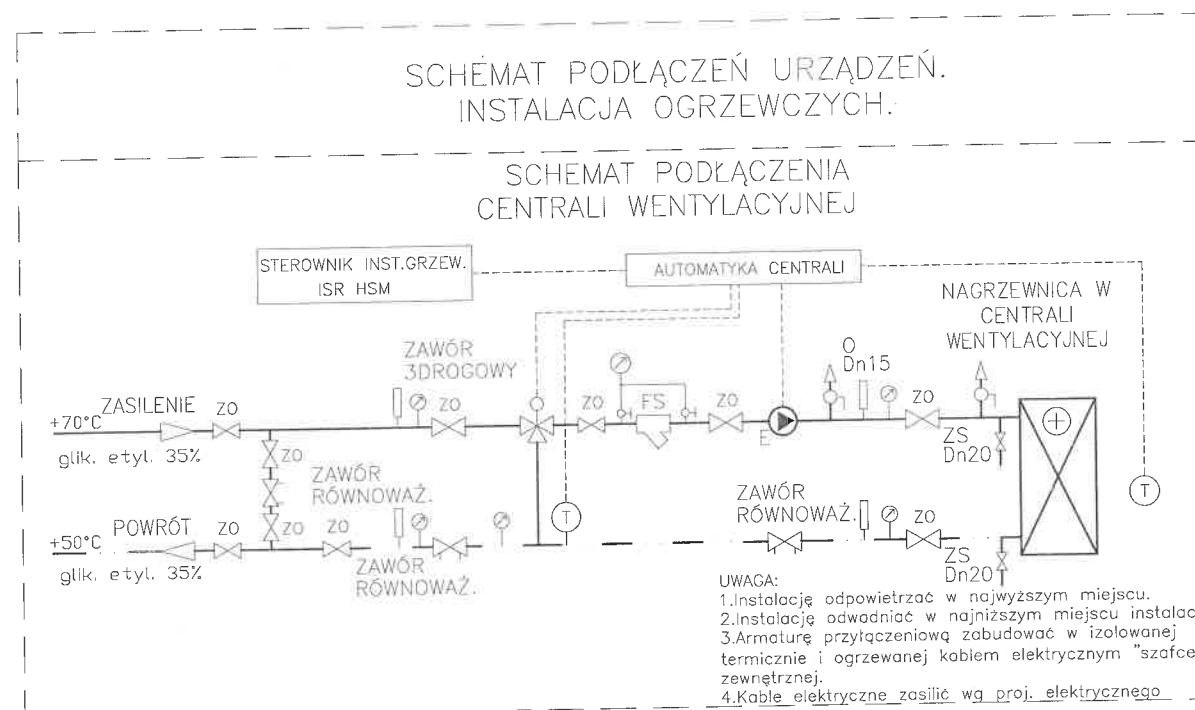 SCHEMAT PODŁĄCZEŃ URZĄDZEŃ.
INSTALACJA OGRZEWCZYCH.
SCHEMAT PODŁĄCZENIA
CENTRALI WENTYLACYJNEJ
STEROWNIK INST.GRZEW.
ISR HSM
AUTOMATYKA CENTRALI
NAGRZEWNICA W
CENTRALI
WENTYLACYJNEJ
ZAWÓR
3DROGOWY
O
Dn15
ZASILENIE
ZO
ZO
ZO
FS
ZO
ZO
+70°C
E
ZS
Dn20
glik. etyl. 35%
ZO
ZAWÓR
RÓWNOWAŻ.
ZAWÓR
RÓWNOWAŻ.
T
T
POWRÓT
ZO
ZO
ZO
ZO
+50°C
glik. etyl. 35%
ZAWÓR
RÓWNOWAŻ.
ZS
Dn20
UWAGA:
1.Instalację odpowietrzać w najwyższym miejscu.
2.Instalację odwadniać w najniższym miejscu instalac
3.Armaturę przyłączeniową zabudować w izolowanej
termicznie i ogrzewanej kablem elektrycznym "szafce
zewnętrznej.
4.Kable elektryczne zasilić wg proj. elektrycznego